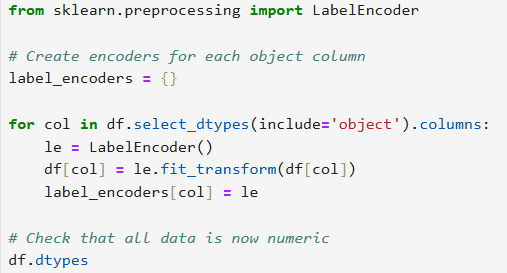 from sklearn.preprocessing import LabelEncoder
# Create encoders for each object column
label_encoders = {}
for col in df.select_dtypes(include='object').columns:
    le = LabelEncoder()
    df[col] = le.fit_transform(df[col])
    label_encoders[col] = le
# Check that all data is now numeric
df.dtypes